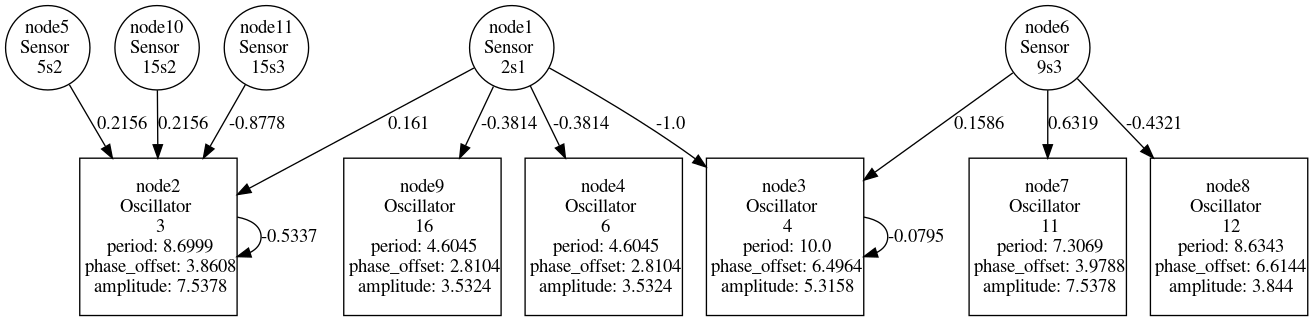 node5
Sensor
5s2
node10
Sensor
15s2
node11
Sensor
15s3
node1
Sensor
2s1
node6
Sensor
9s3
0.2156
0.2156
-0.8778
0.161
-0.3814
-0.3814
-1.0
0.1586
0.6319
-0.4321
node2
Oscillator
3
period: 8.6999
phase_offset: 3.8608
amplitude: 7.5378
-0.5337
node9
Oscillator
16
period: 4.6045
phase_offset: 2.8104
amplitude: 3.5324
node4
Oscillator
6
period: 4.6045
phase_offset: 2.8104
amplitude: 3.5324
node3
Oscillator
4
period: 10.0
phase_offset: 6.4964
amplitude: 5.3158
-0.0795
node7
Oscillator
11
period: 7.3069
phase_offset: 3.9788
amplitude: 7.5378
node8
Oscillator
12
period: 8.6343
phase_offset: 6.6144
amplitude: 3.844